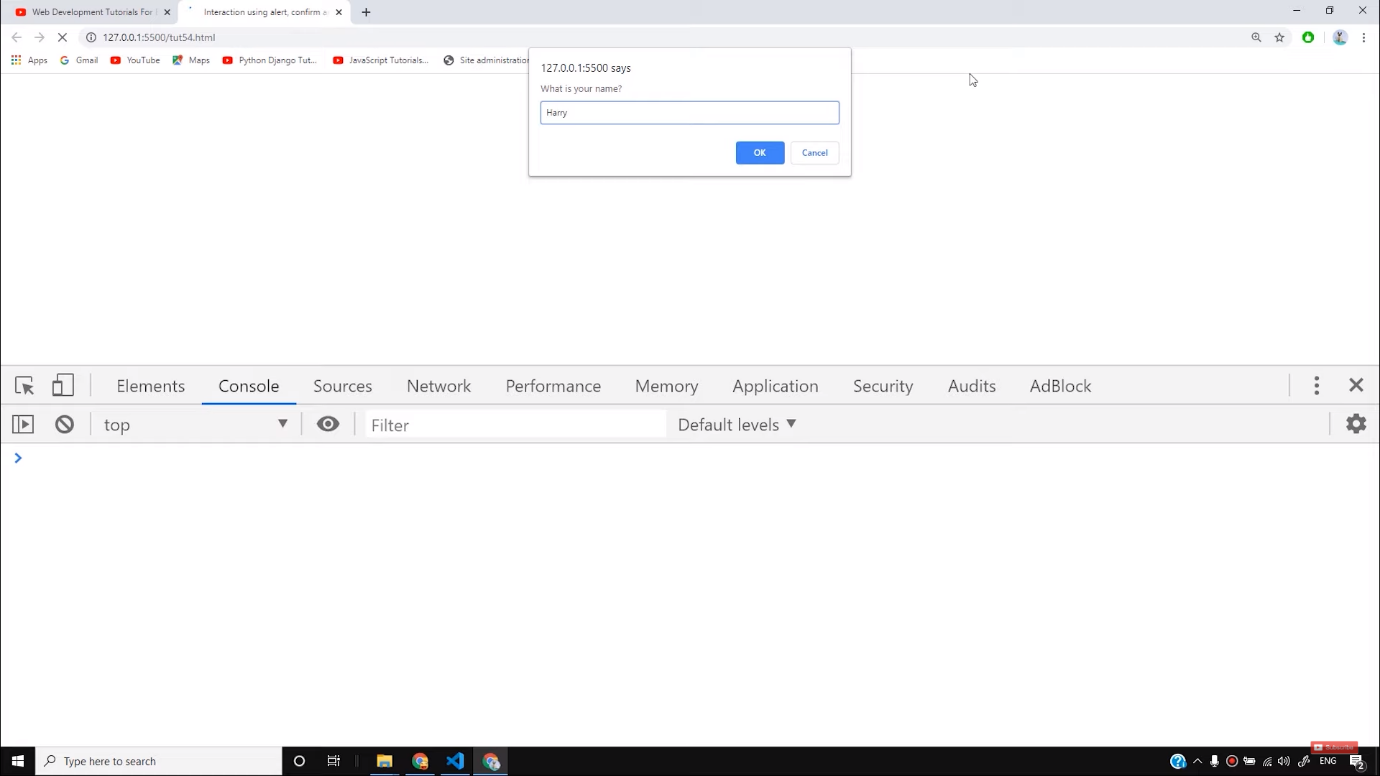 Web Development Tutorials For
Interaction using alert, confirm a
127.0.0.1:5500/tut54.html
Apps Gmail YouTube Maps Python Django Tut... JavaScript Tutorials... Site administration
127.0.0.1:5500 says
What is your name?
Harry
OK Cancel
Elements Console Sources Network Performance Memory Application Security Audits AdBlock
top Filter Default levels
Type here to search
Subscribe
ENG
2